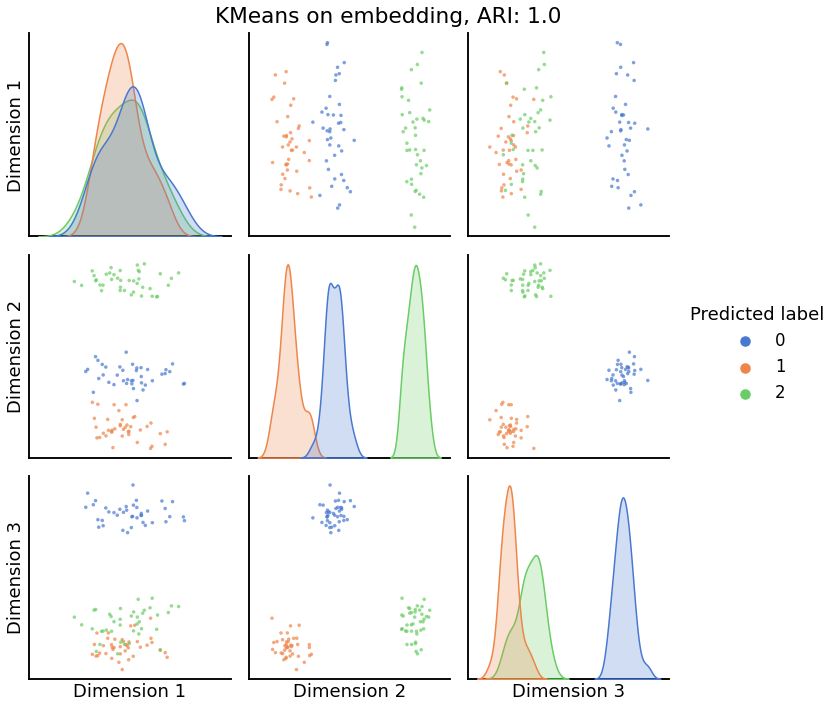 KMeans on embedding, ARI: 1.0
Dimension 1
Dimension 2
Predicted label
0
1
2
Dimension 3
Dimension 1
Dimension 2
Dimension 3